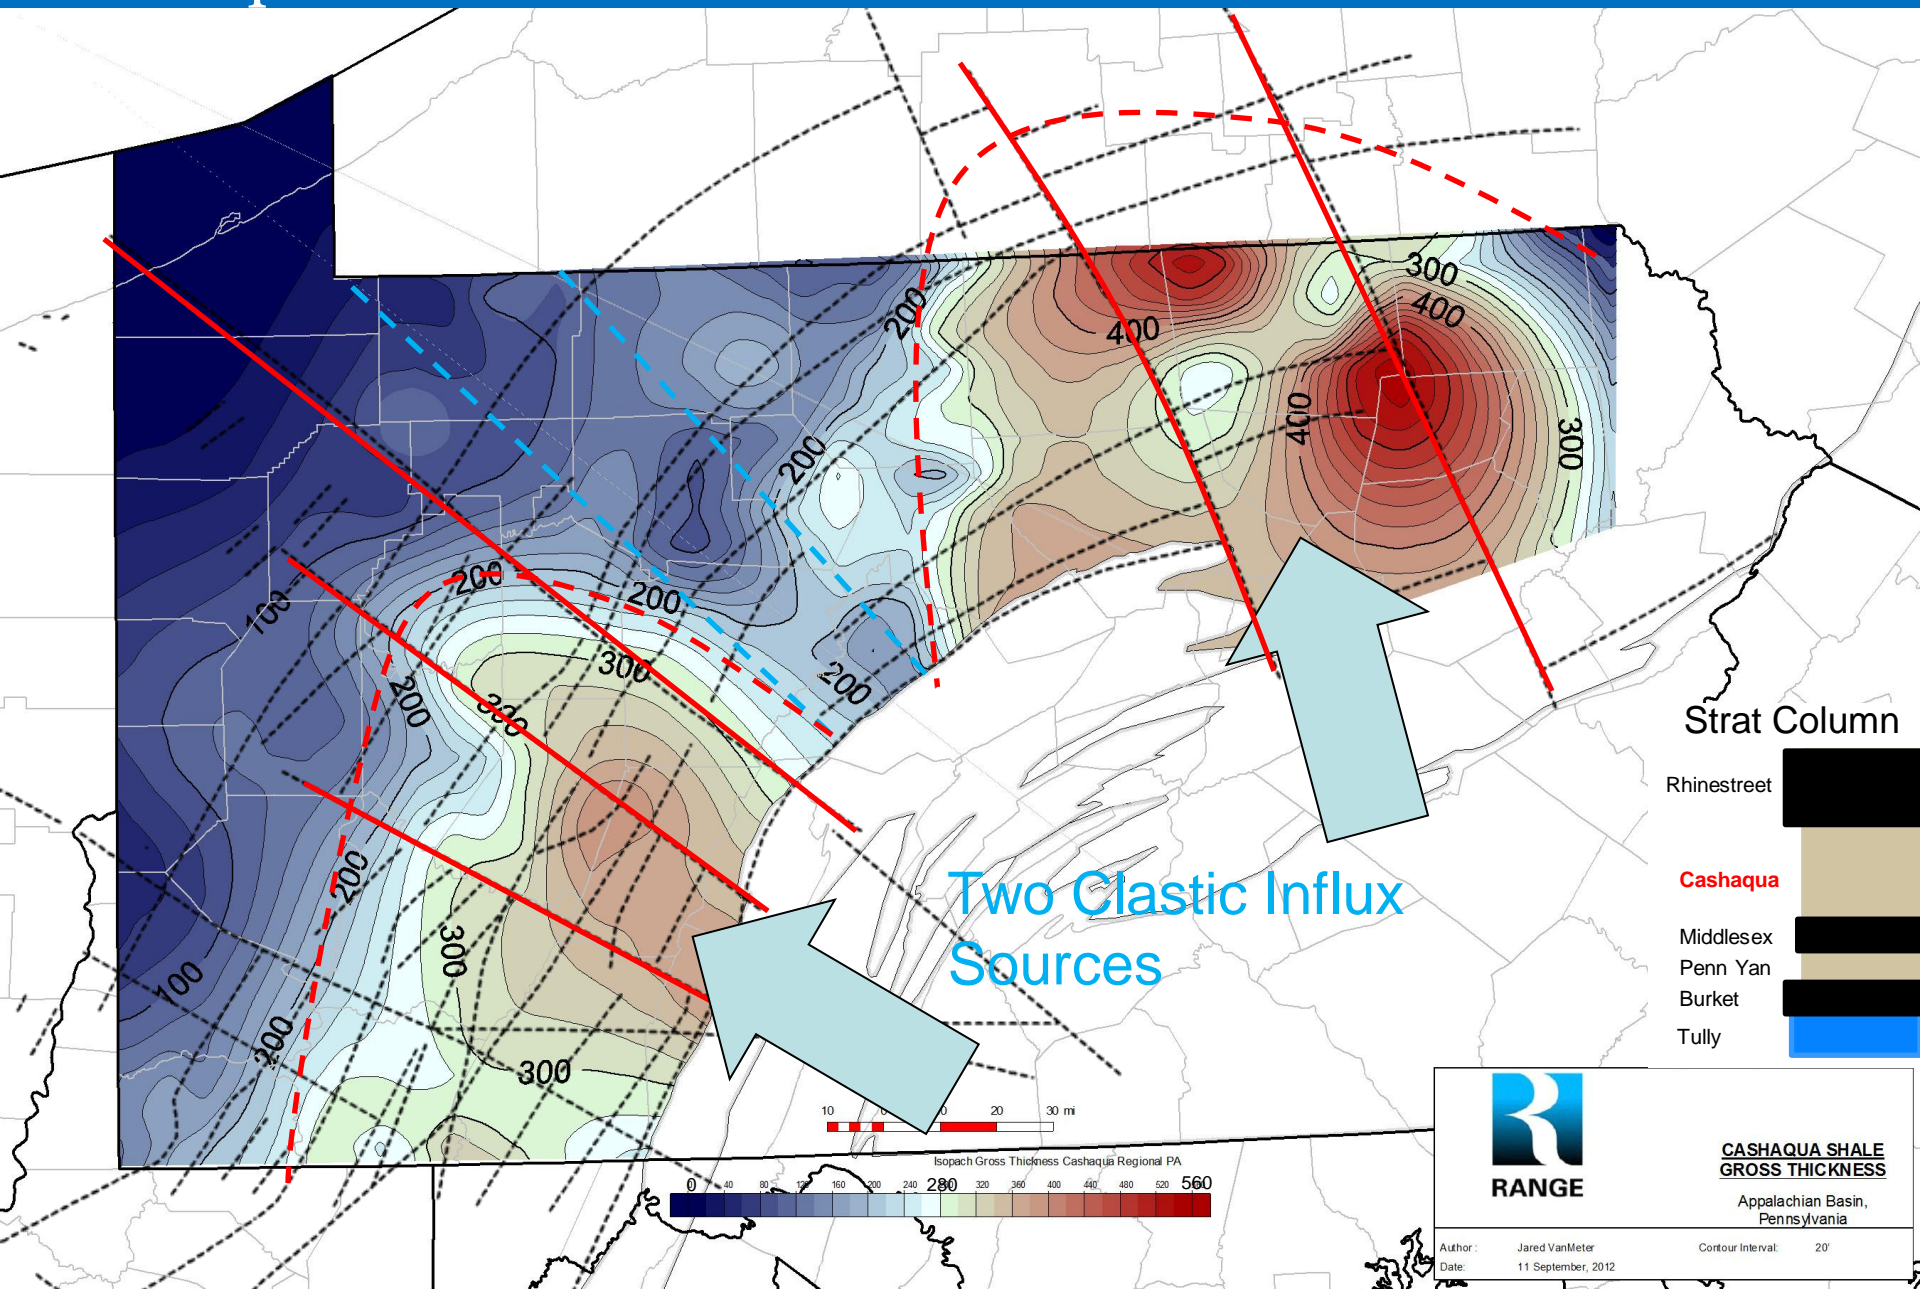 300
400
200
400
400
300
200
200
200
100
300
200
200
300
200
300
100
200
300
Two Clastic Influx
Sources
Strat Column
Rhinestreet
Cashaqua
Middlesex
Penn Yan
Burket
Tully
10 0 20 30 mi
Isopach Gross Thickness Cashaqua Regional PA
0 40 80 120 160 200 240 280 320 360 400 440 480 520 560
RANGE
CASHAQUA SHALE
GROSS THICKNESS
Appalachian Basin,
Pennsylvania
Author : Jared VanMeter Contour Interval: 20'
Date: 11 September, 2012